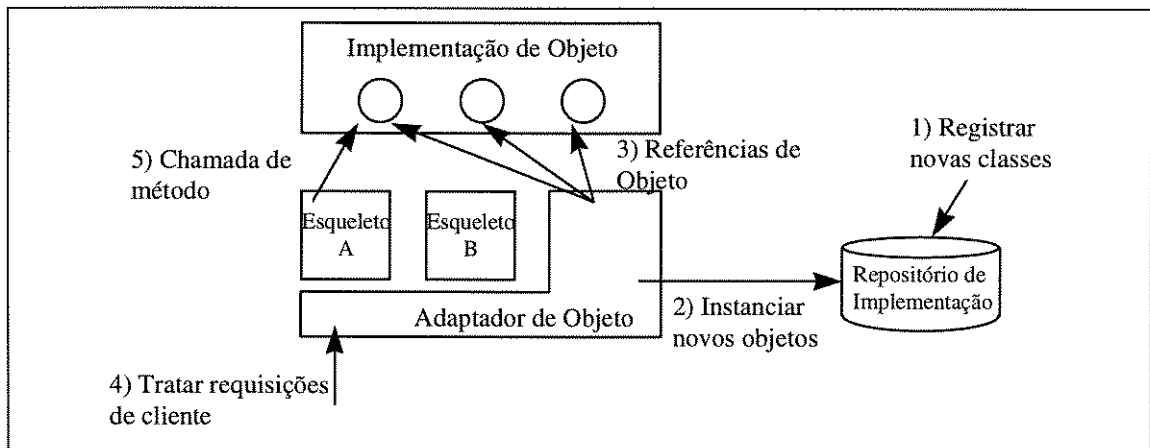 Implementação de Objeto
1) Registrar
novas classes
5) Chamada de
método
3) Referências de
Objeto
Esqueleto
A
Esqueleto
B
Repositório de
Implementação
Adaptador de Objeto
2) Instanciar
novos objetos
4) Tratar requisições
de cliente